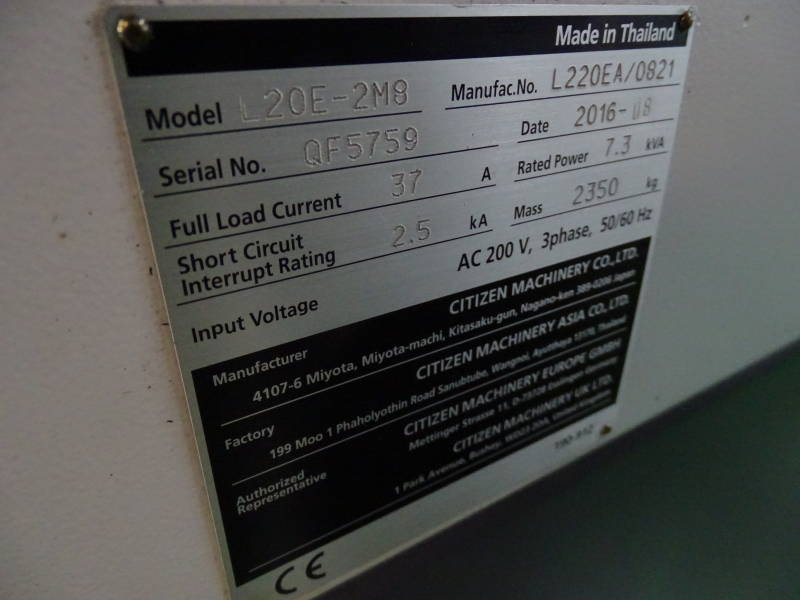 Made in Thailand
Model L20E-2M8 Manufac.No. L220EA/0821
Serial No. QF5759 Date 2016-08
Full Load Current 37 A Rated Power 7.3 kVA
Short Circuit
Interrupt Rating 2.5 kA Mass 2350 kg
Input Voltage AC 200 V, 3phase, 50/60 Hz
Manufacturer CITIZEN MACHINERY CO.,LTD.
4107-6 Miyota, Miyota-machi, Kitasaku-gun, Nagano-ken 389-0206 Japan
Factory CITIZEN MACHINERY ASIA CO., LTD.
199 Moo 1 Phaholyothin Road Sanubtube, Wangnoi, Ayutthaya 13170, Thailand
Authorized
Representative CITIZEN MACHINERY EUROPE GMBH
Mettinger Strasse 11, D-73728 Esslingen Germany
CITIZEN MACHINERY UK LTD.
1 Park Avenue, Bushey, WD23 2DA, United Kingdom
CE